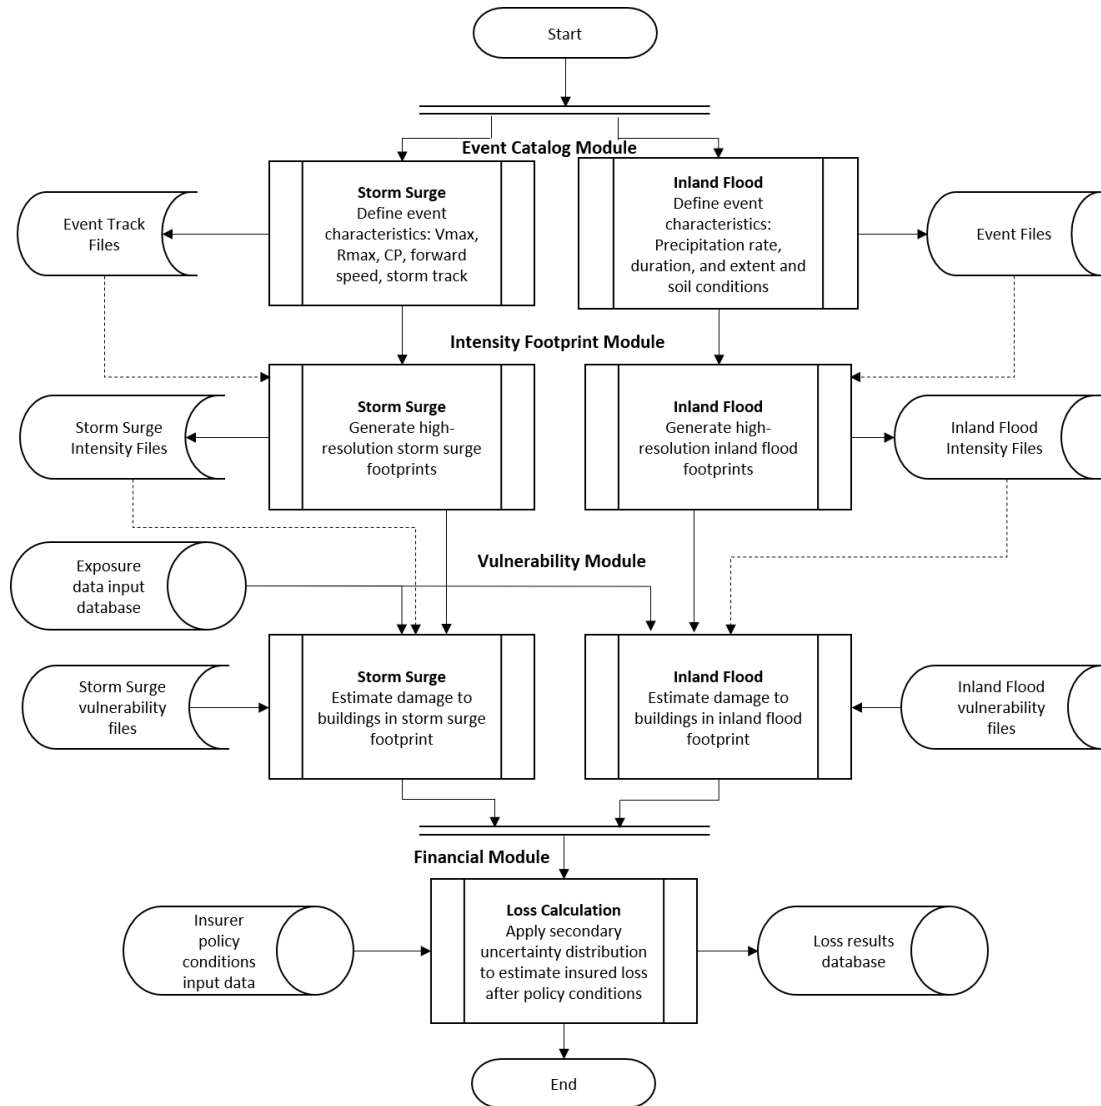 Start
Event Catalog Module
Storm Surge
Define event
characteristics: Vmax,
Rmax, CP, forward
speed, storm track
Inland Flood
Define event
characteristics:
Precipitation rate,
duration, and extent and
soil conditions
Event Track
Files
Event Files
Intensity Footprint Module
Storm Surge
Generate high-
resolution storm surge
footprints
Inland Flood
Generate high-
resolution inland flood
footprints
Storm Surge
Intensity Files
Inland Flood
Intensity Files
Vulnerability Module
Exposure
data input
database
Storm Surge
vulnerability
files
Storm Surge
Estimate damage to
buildings in storm surge
footprint
Inland Flood
Estimate damage to
buildings in inland flood
footprint
Inland Flood
vulnerability
files
Financial Module
Insurer
policy
conditions
input data
Loss Calculation
Apply secondary
uncertainty distribution
to estimate insured loss
after policy conditions
Loss results
database
End